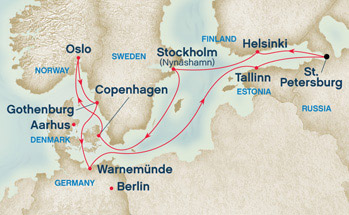 Oslo
NORWAY
SWEDEN
FINLAND
Helsinki
Stockholm
(Nynäshamn)
Tallinn
ESTONIA
St.
Petersburg
RUSSIA
Copenhagen
Gothenburg
Aarhus
DENMARK
Warnemünde
GERMANY
Berlin